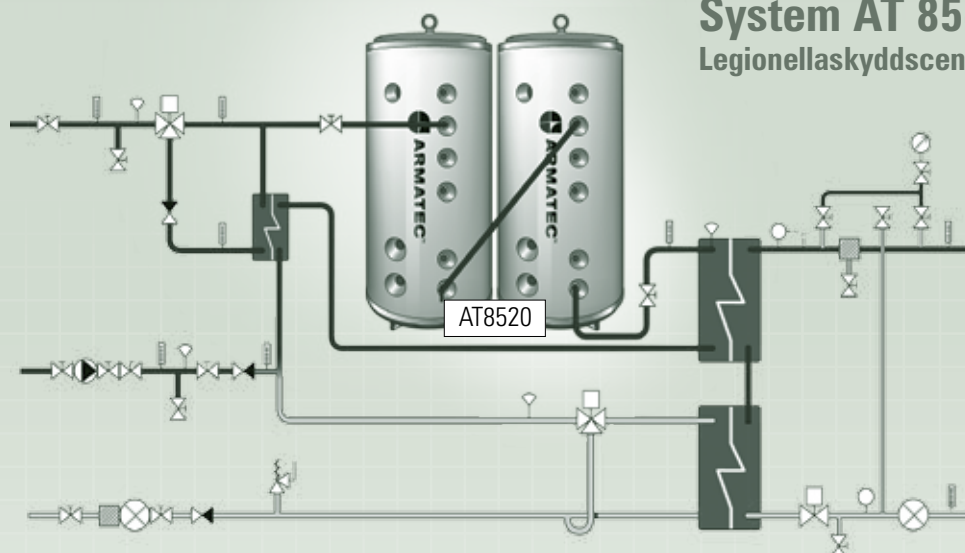 System AT 85
Legionellaskyddscen
ARMATEC
ARMATEC
AT8520